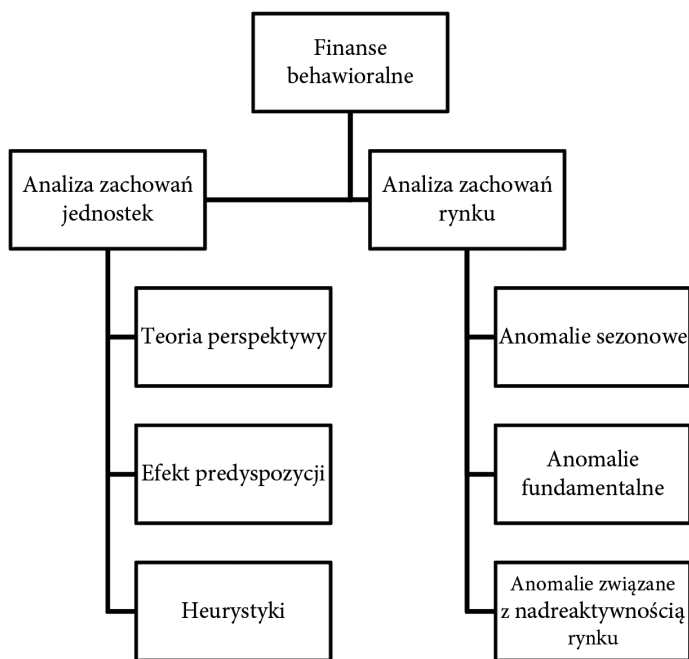 Finanse
behawioralne
Analiza zachowań
jednostek
Analiza zachowań
rynku
Teoria perspektywy
Efekt predyspozycji
Heurystyki
Anomalie sezonowe
Anomalie
fundamentalne
Anomalie związane
z nadreaktywnością
rynku